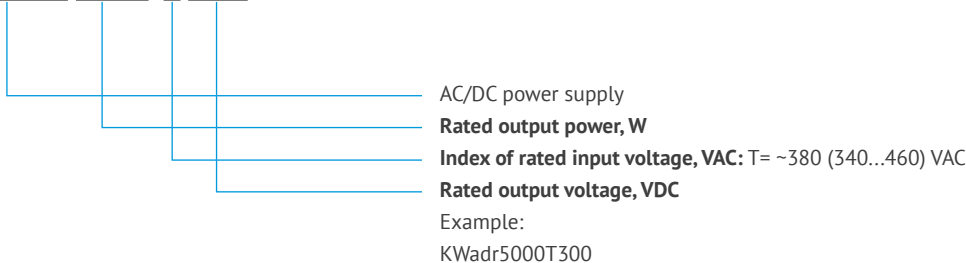 AC/DC power supply
Rated output power, W
Index of rated input voltage, VAC: T= ~380 (340...460) VAC
Rated output voltage, VDC
Example:
KWadr5000T300